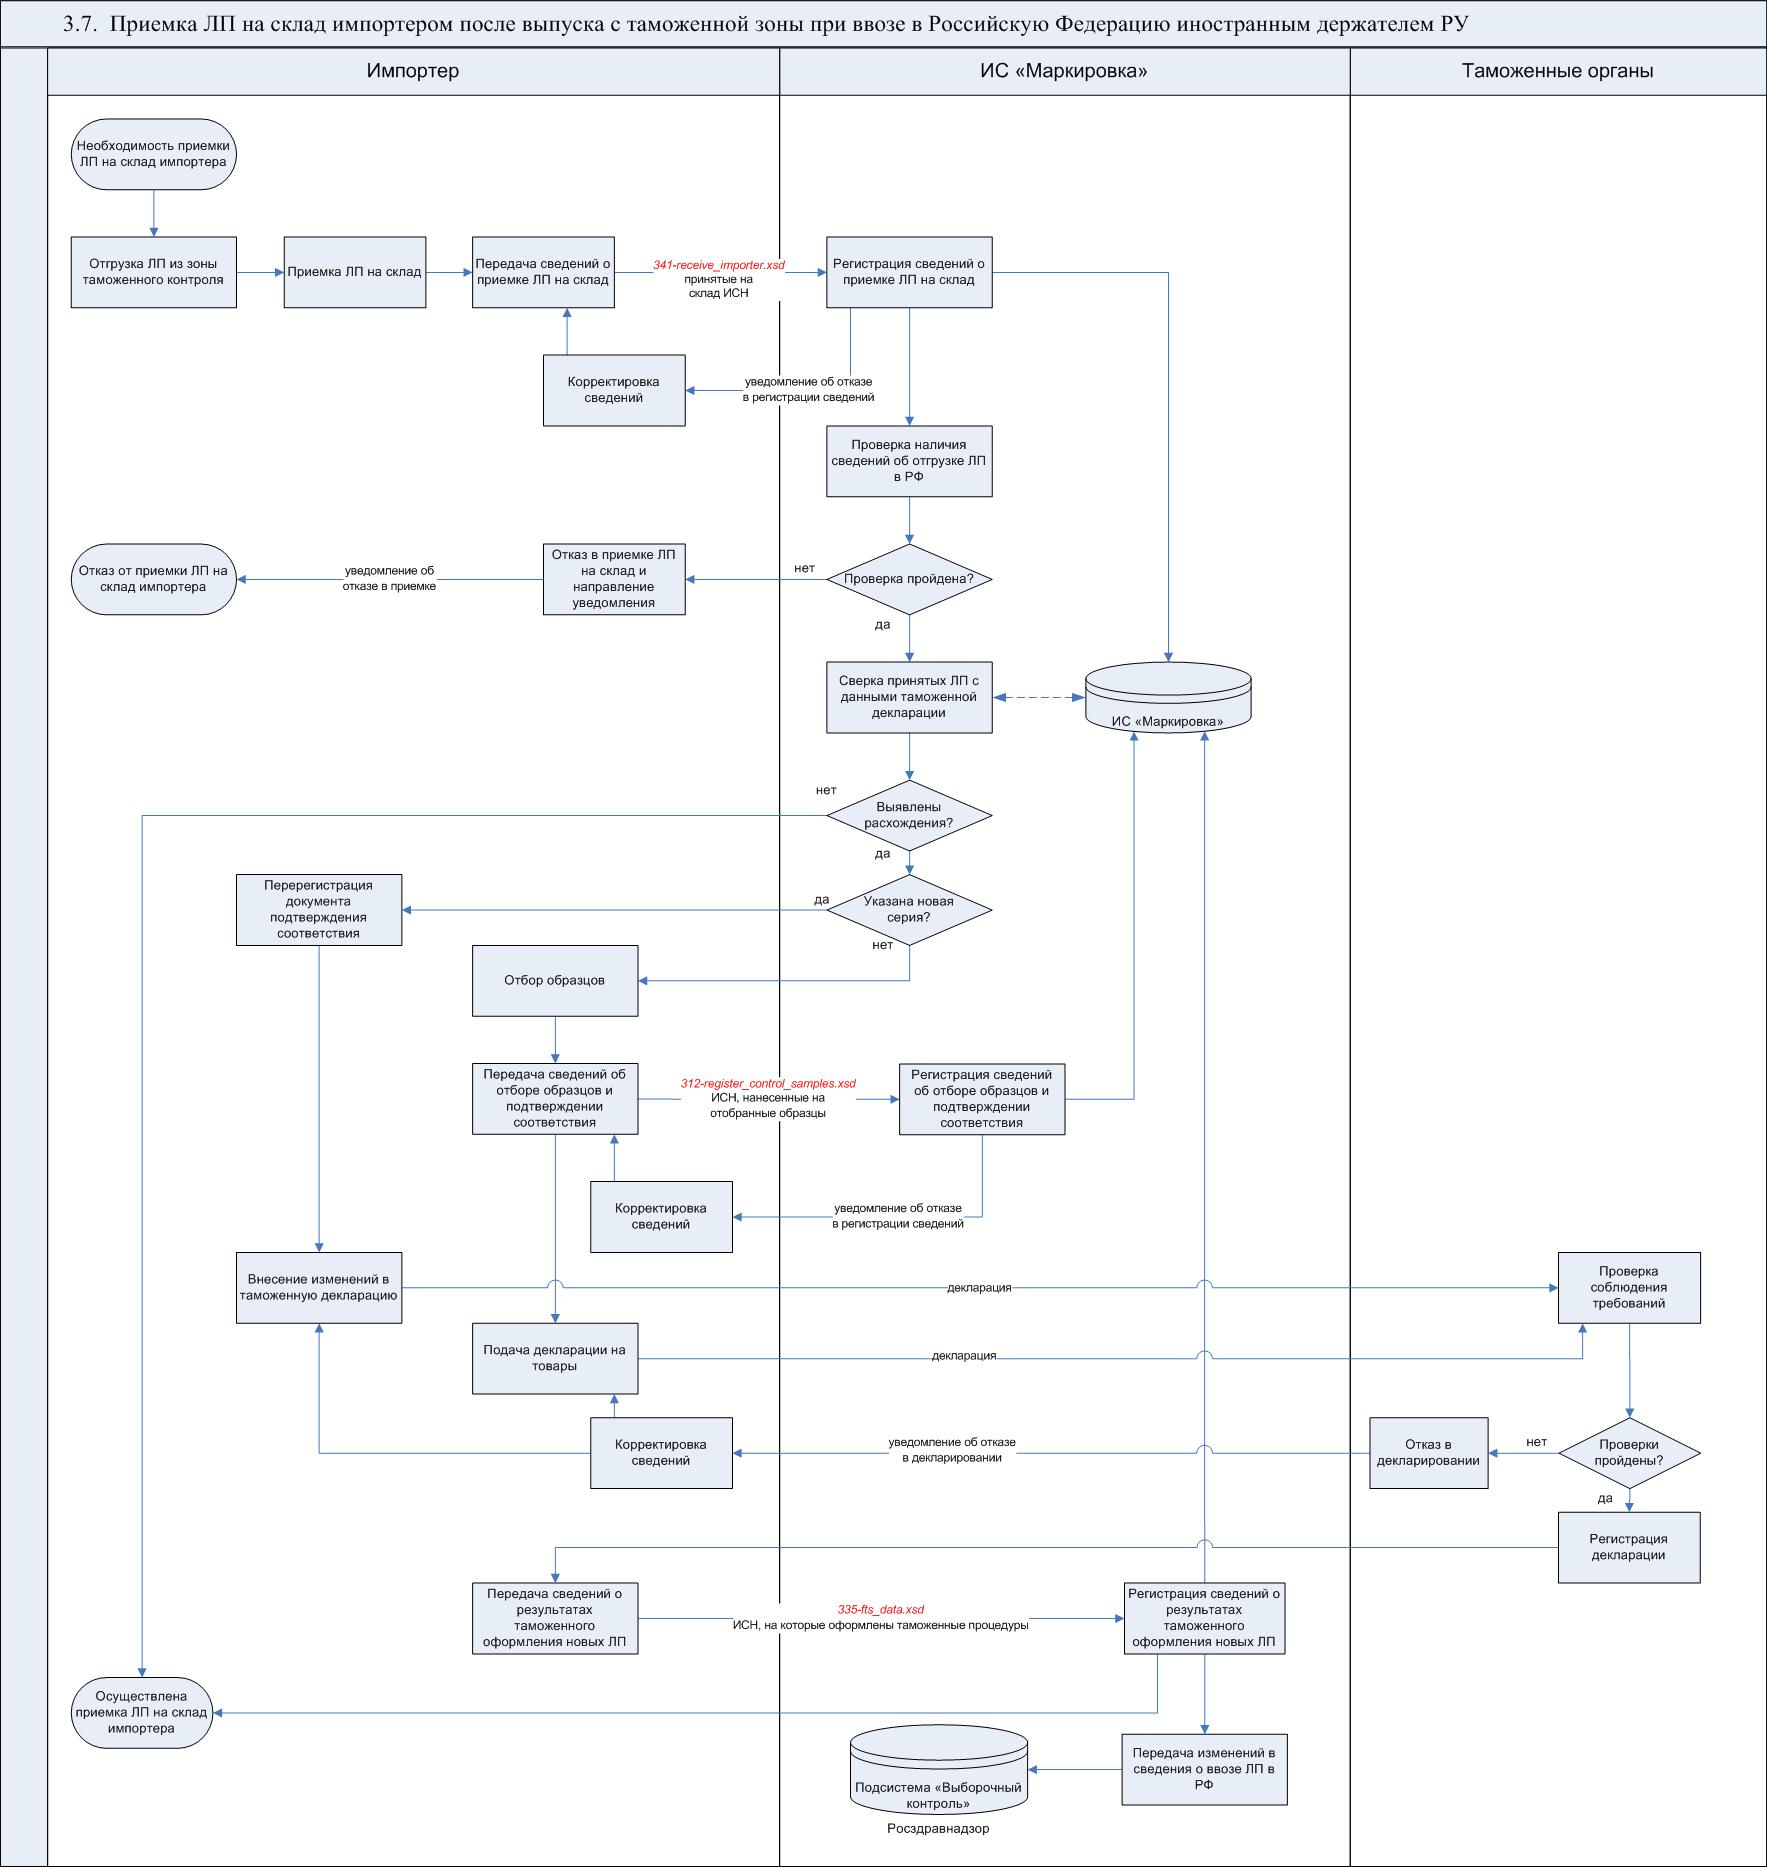 3.7. Приемка ЛП на склад импортером после выпуска с таможенной зоны при ввозе в Российскую Федерацию иностранным держателем РУ
Импортер
ИС «Маркировка»
Таможенные органы
Необходимость приемки
ЛП на склад импортера
Отгрузка ЛП из зоны
таможенного контроля
Приемка ЛП на склад
Передача сведений о
приемке ЛП на склад
341-receive_importer.xsd
принятые на
склад ИСН
Регистрация сведений о
приемке ЛП на склад
Корректировка
сведений
уведомление об отказе
в регистрации сведений
Проверка наличия
сведений об отгрузке ЛП
в РФ
Отказ от приемки ЛП на
склад импортера
уведомление об
отказе в приемке
Отказ в приемке ЛП
на склад и
направление
уведомления
нет
Проверка пройдена?
да
Сверка принятых ЛП с
данными таможенной
декларации
ИС «Маркировка»
нет
Выявлены
расхождения?
да
Перерегистрация
документа
подтверждения
соответствия
да
Указана новая
серия?
нет
Отбор образцов
Передача сведений об
отборе образцов и
подтверждении
соответствия
312-register_control_samples.xsd
ИСН, нанесенные на
отобранные образцы
Регистрация сведений
об отборе образцов и
подтверждении
соответствия
Корректировка
сведений
уведомление об отказе
в регистрации сведений
Внесение изменений в
таможенную декларацию
декларация
Проверка
соблюдения
требований
Подача декларации на
товары
декларация
Корректировка
сведений
уведомление об отказе
в декларировании
Отказ в
декларировании
нет
Проверки
пройдены?
да
Регистрация
декларации
Передача сведений о
результатах
таможенного
оформления новых ЛП
335-fts_data.xsd
ИСН, на которые оформлены таможенные процедуры
Регистрация сведений о
результатах
таможенного
оформления новых ЛП
Осуществлена
приемка ЛП на склад
импортера
Подсистема «Выборочный
контроль»
Росздравнадзор
Передача изменений в
сведения о ввозе ЛП в
РФ